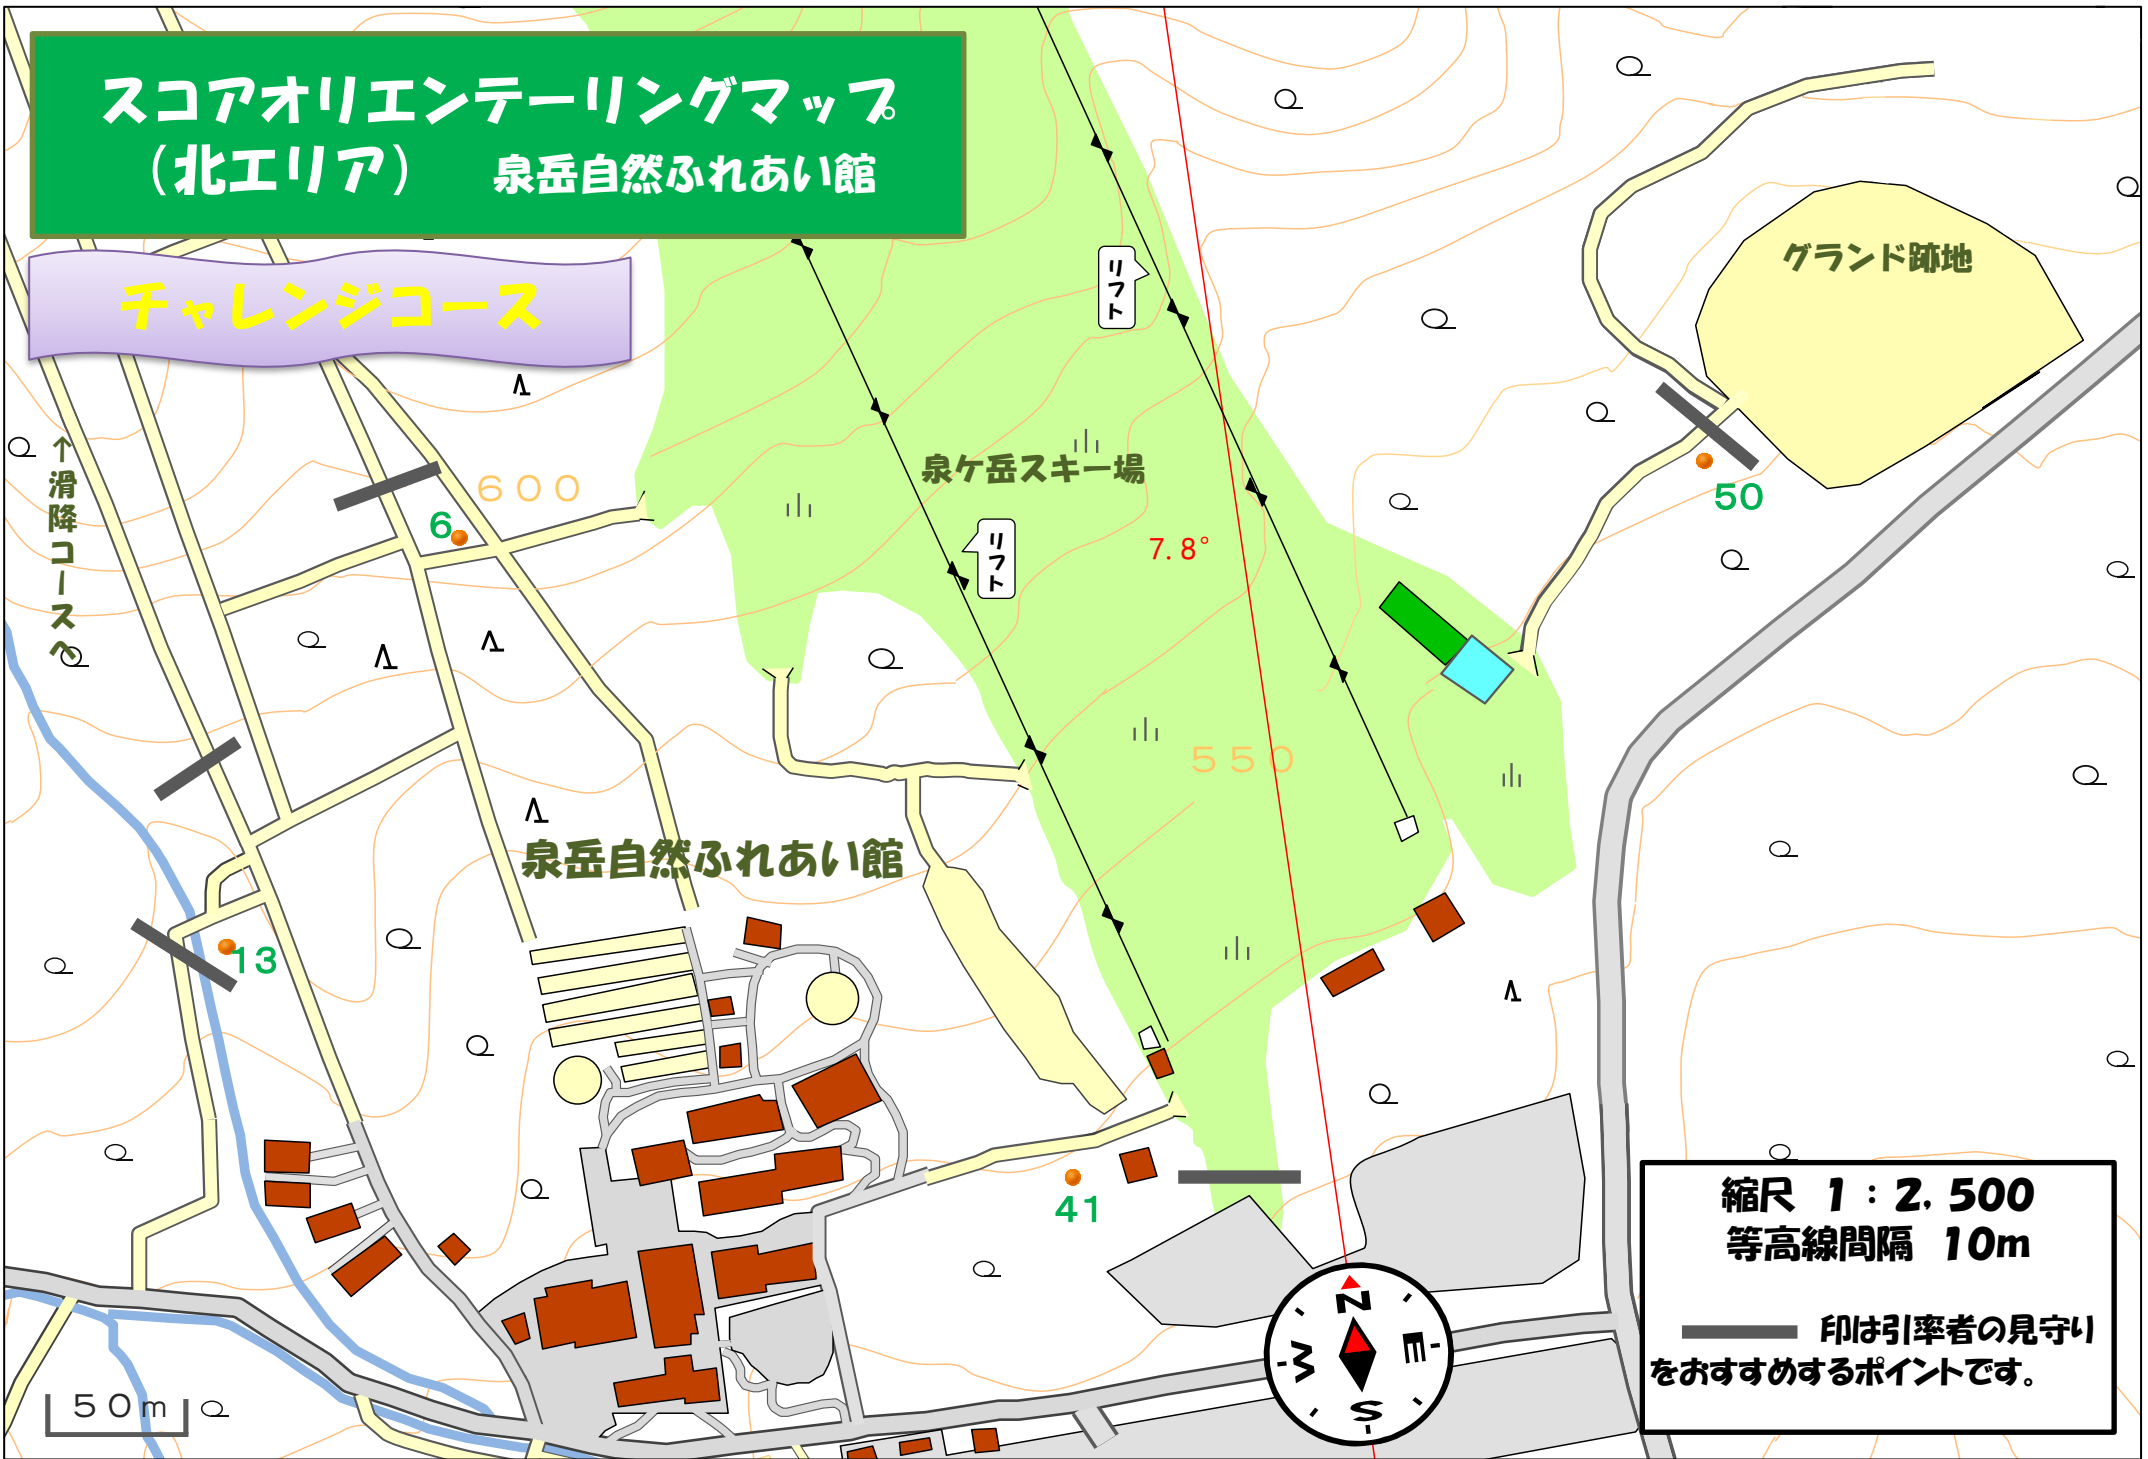 スコアオリエンテーリングマップ
（北エリア）　泉岳自然ふれあい館
チャレンジコース
↑滑降コースへ
リフト
リフト
グランド跡地
泉ケ岳スキー場
600
6
50
7.8°
550
泉岳自然ふれあい館
13
41
50m
N
E
S
W
縮尺 1：2,500
等高線間隔 10m
印は引率者の見守り
をおすすめするポイントです。